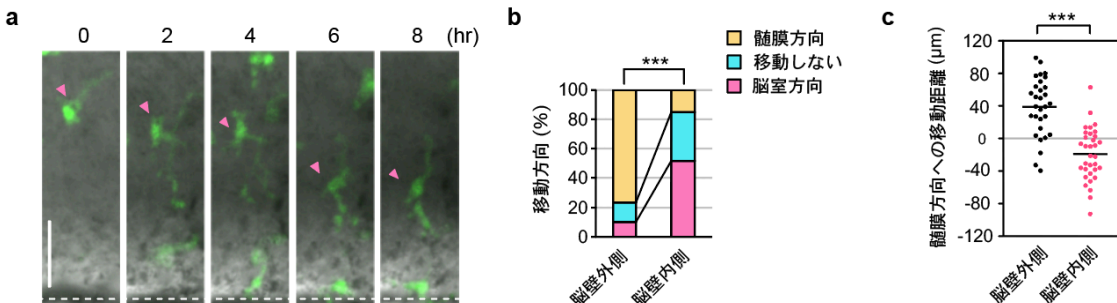 a
0 2 4 6 8 (hr)
b
髄膜方向
移動しない
脳室方向
***
移動方向 (%)
100
80
60
40
20
0
脳壁外側
脳壁内側
c
***
髄膜方向への移動距離 (μm)
120
80
40
0
-40
-80
-120
脳壁外側
脳壁内側